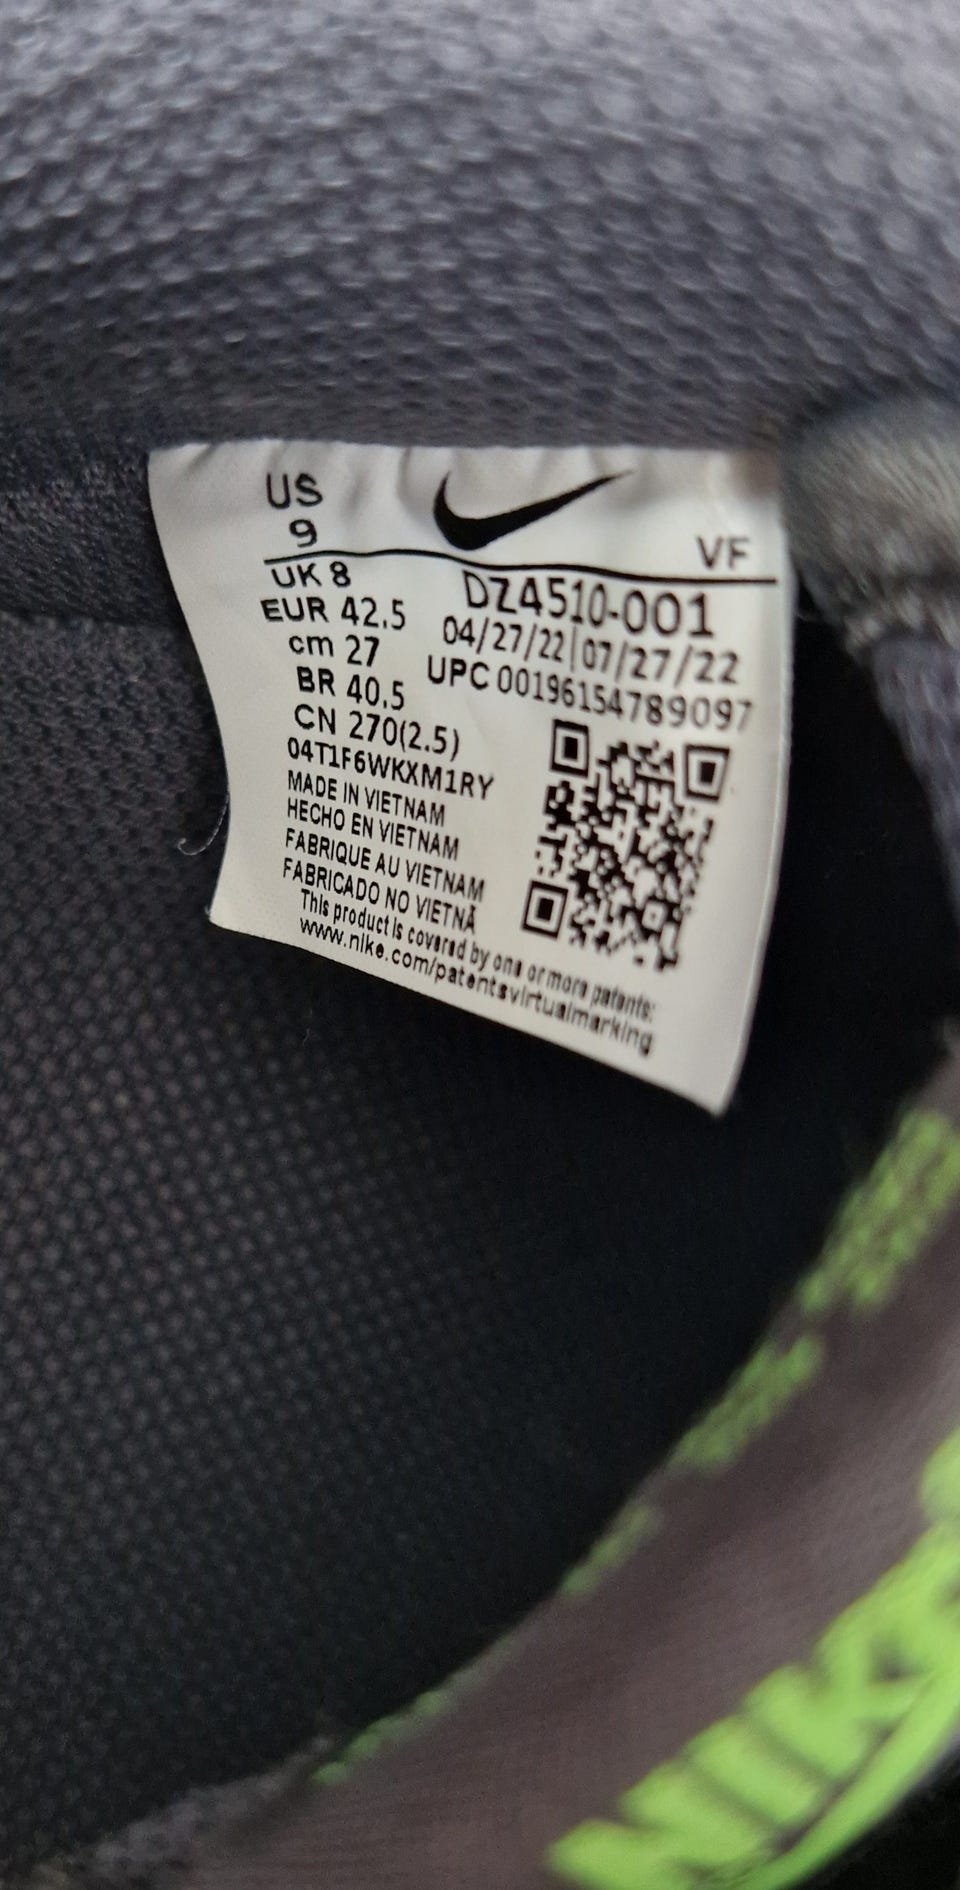 US
9
VF
UK 8
EUR 42.5
cm 27
BR 40.5
CN 270(2.5)
DZ4510-001
04/27/22|07/27/22
UPC 00196154789097
04T1F6WKXM1RY
MADE IN VIETNAM
HECHO EN VIETNAM
FABRIQUE AU VIETNAM
FABRICADO NO VIETNÃ
This product is covered by one or more patents:
www.nike.com/patentsvirtualmarking
NIKE